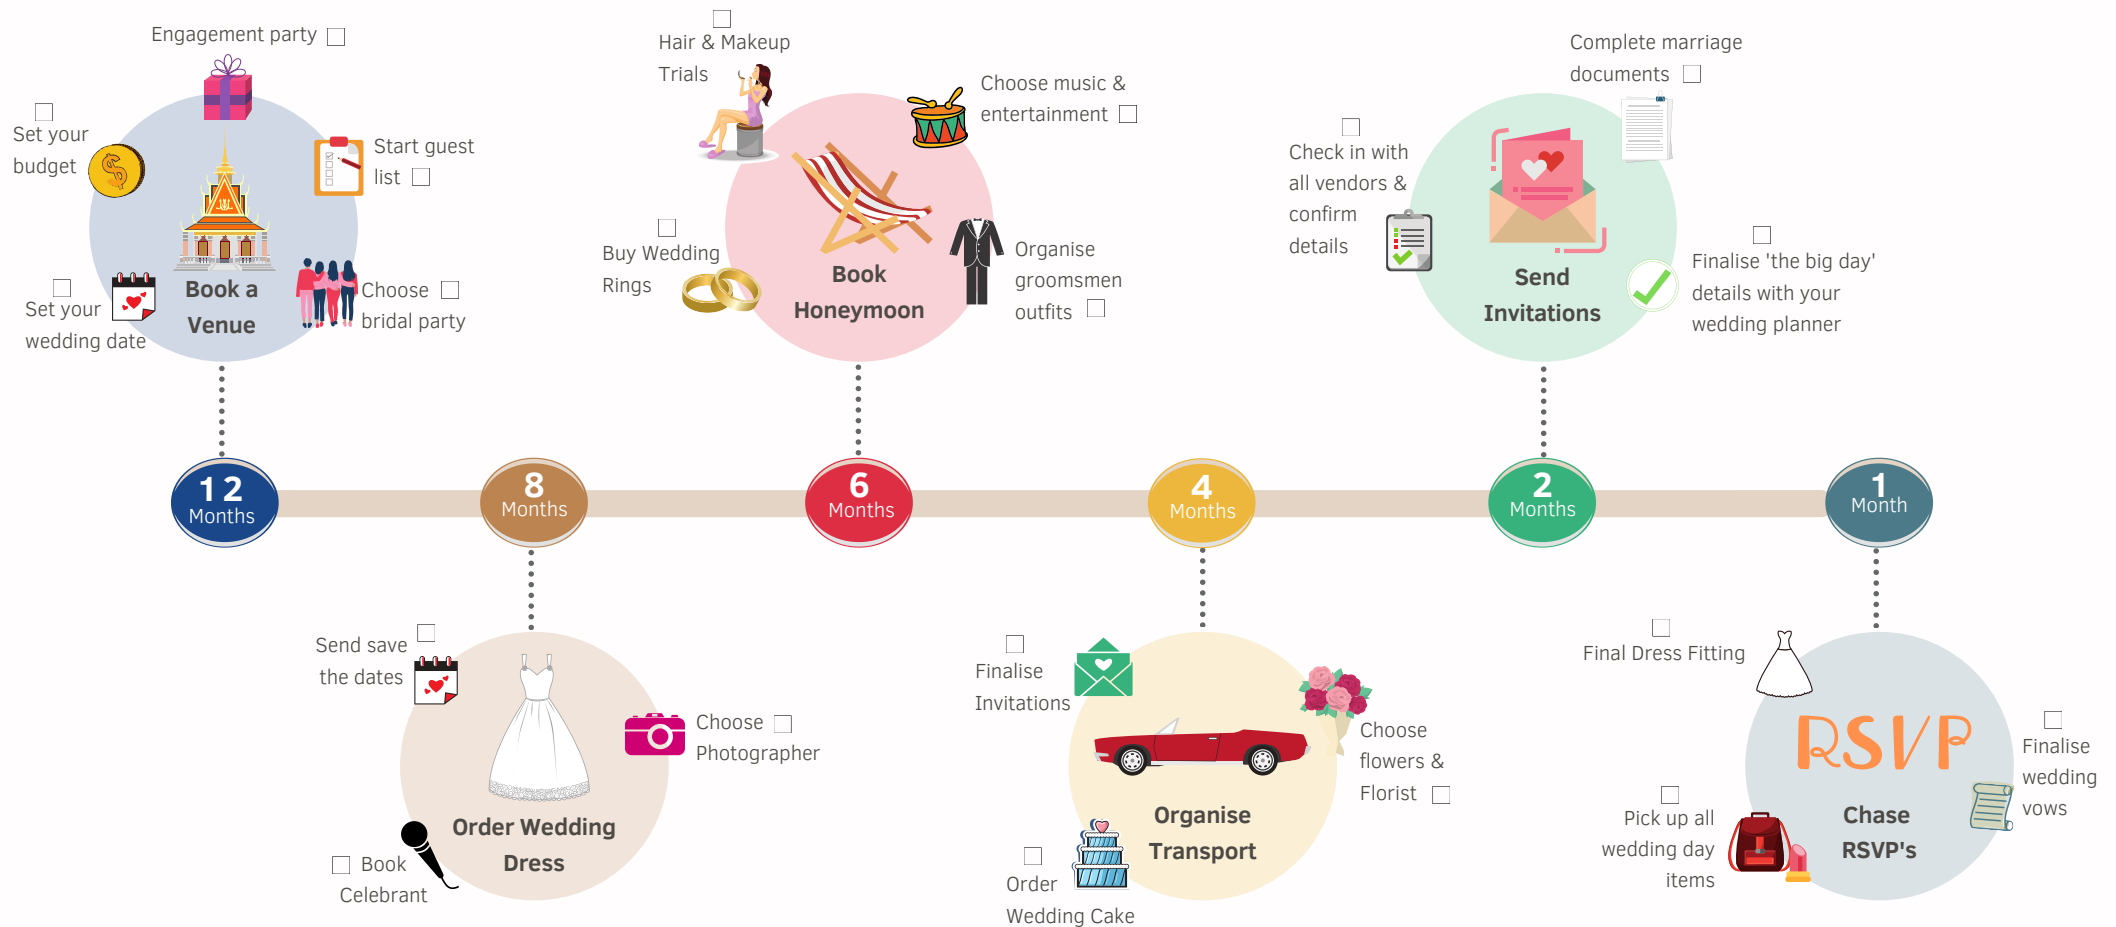 Engagement party
Set your
budget
Start guest
list
Set your
wedding date
Choose
bridal party
Book a
Venue
Hair & Makeup
Trials
Choose music &
entertainment
Buy Wedding
Rings
Organise
groomsmen
outfits
Book
Honeymoon
Complete marriage
documents
Check in with
all vendors &
confirm
details
Finalise 'the big day'
details with your
wedding planner
Send
Invitations
12
Months
8
Months
6
Months
4
Months
2
Months
1
Month
Send save
the dates
Choose
Photographer
Book
Celebrant
Order Wedding
Dress
Finalise
Invitations
Choose
flowers &
Florist
Order
Wedding Cake
Organise
Transport
Final Dress Fitting
RSVP
Finalise
wedding
vows
Pick up all
wedding day
items
Chase
RSVP's